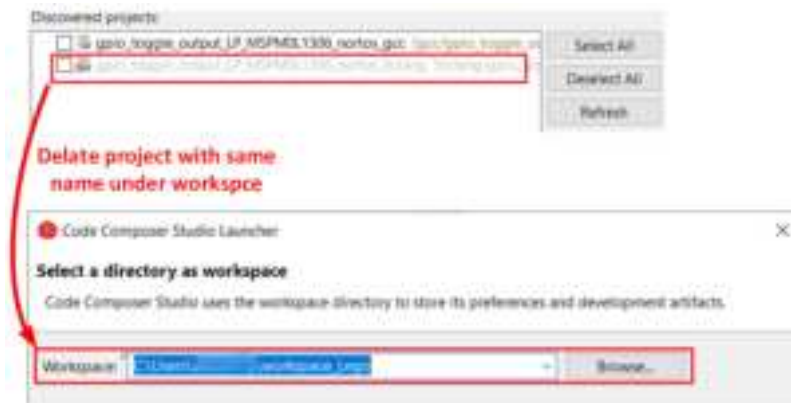 Discovered projects:
gpio_toggle_output_LP_MSPM0L1306_nortos_gcc
Select All
Deselect All
Refresh
Delate project with same
name under workspce
Code Composer Studio Launcher
Select a directory as workspace
Code Composer Studio uses the workspace directory to store its preferences and development artifacts.
Workspace:
Browse...